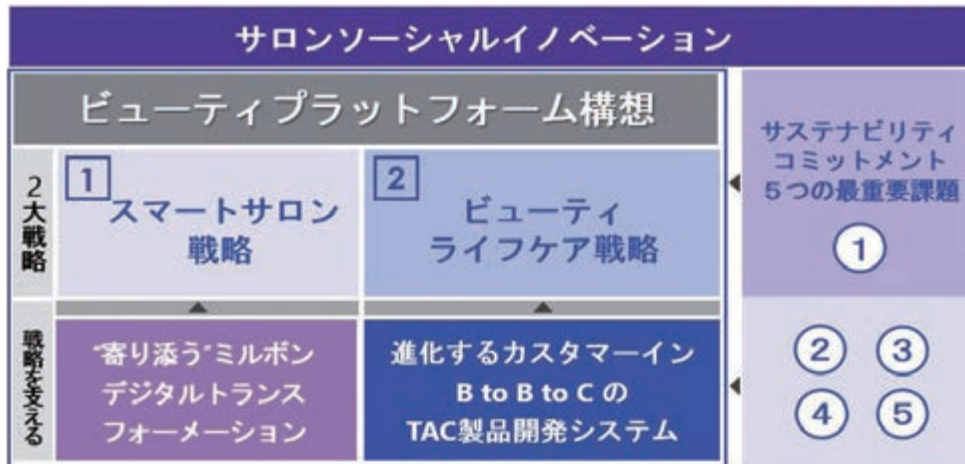 サロンソーシャルイノベーション
ビューティプラットフォーム構想
2大戦略
1
スマートサロン
戦略
2
ビューティ
ライフケア戦略
戦略を支える
“寄り添う”ミルボン
デジタルトランス
フォーメーション
進化するカスタマーイン
B to B to C の
TAC製品開発システム
サステナビリティ
コミットメント
5つの最重要課題
①
② ③
④ ⑤